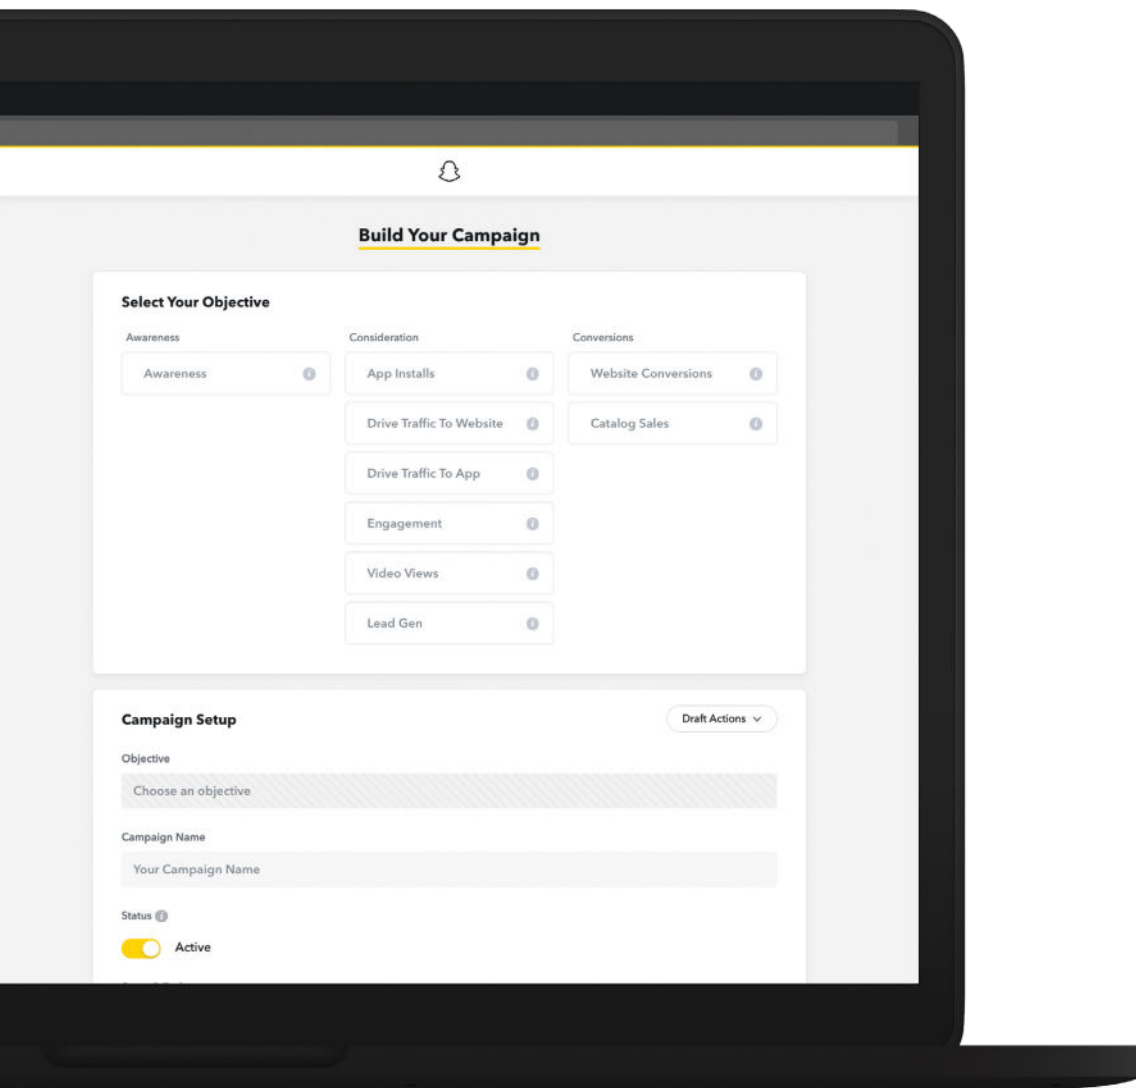 Build Your Campaign
Select Your Objective
Awareness
Consideration
Conversions
Awareness
App Installs
Website Conversions
Drive Traffic To Website
Catalog Sales
Drive Traffic To App
Engagement
Video Views
Lead Gen
Campaign Setup
Draft Actions
Objective
Choose an objective
Campaign Name
Your Campaign Name
Status
Active